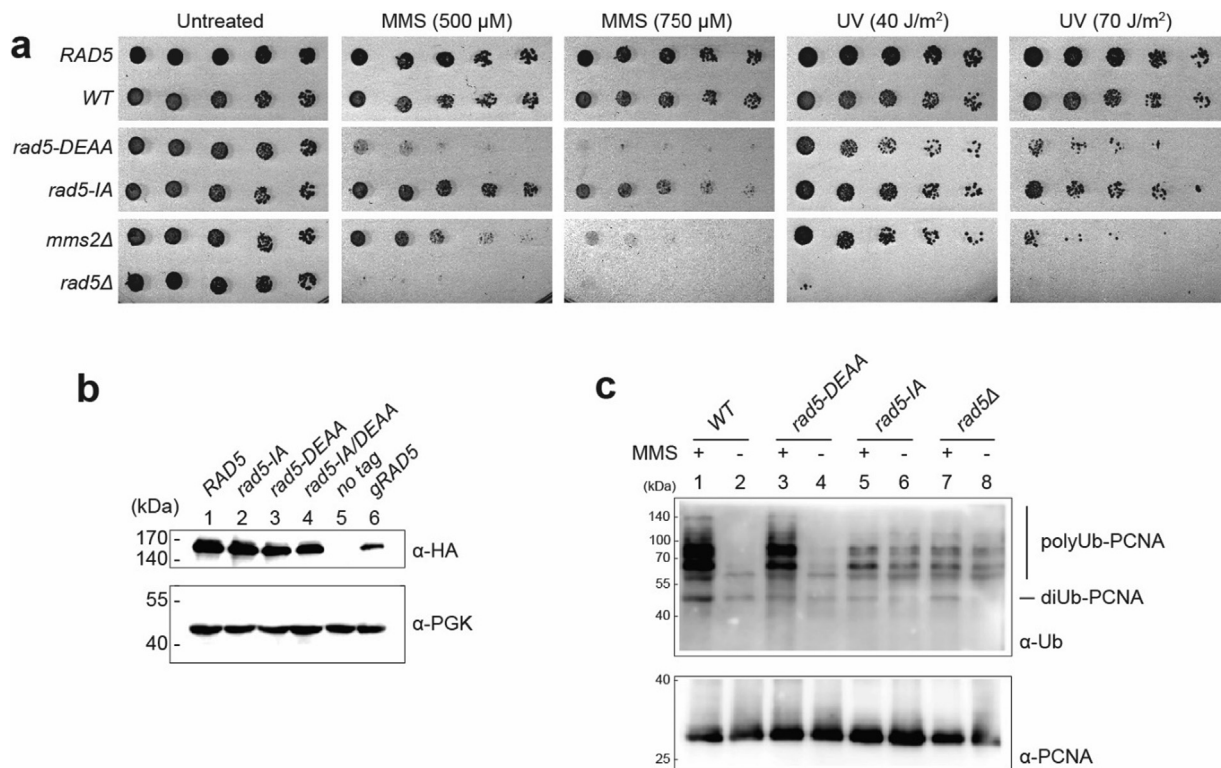 Untreated MMS (500 µM) MMS (750 µM) UV (40 J/m²) UV (70 J/m²)
a
RAD5
WT
rad5-DEAA
rad5-IA
mms2Δ
rad5Δ
b
RAD5
rad5-IA
rad5-DEAA
rad5-IA/DEAA
no tag
gRAD5
(kDa) 1 2 3 4 5 6
170
140
α-HA
55
40
α-PGK
c
WT rad5-DEAA rad5-IA rad5Δ
MMS + - + - + - + -
1 2 3 4 5 6 7 8
(kDa)
140
100
70
55
40
polyUb-PCNA
diUb-PCNA
α-Ub
40
25
α-PCNA